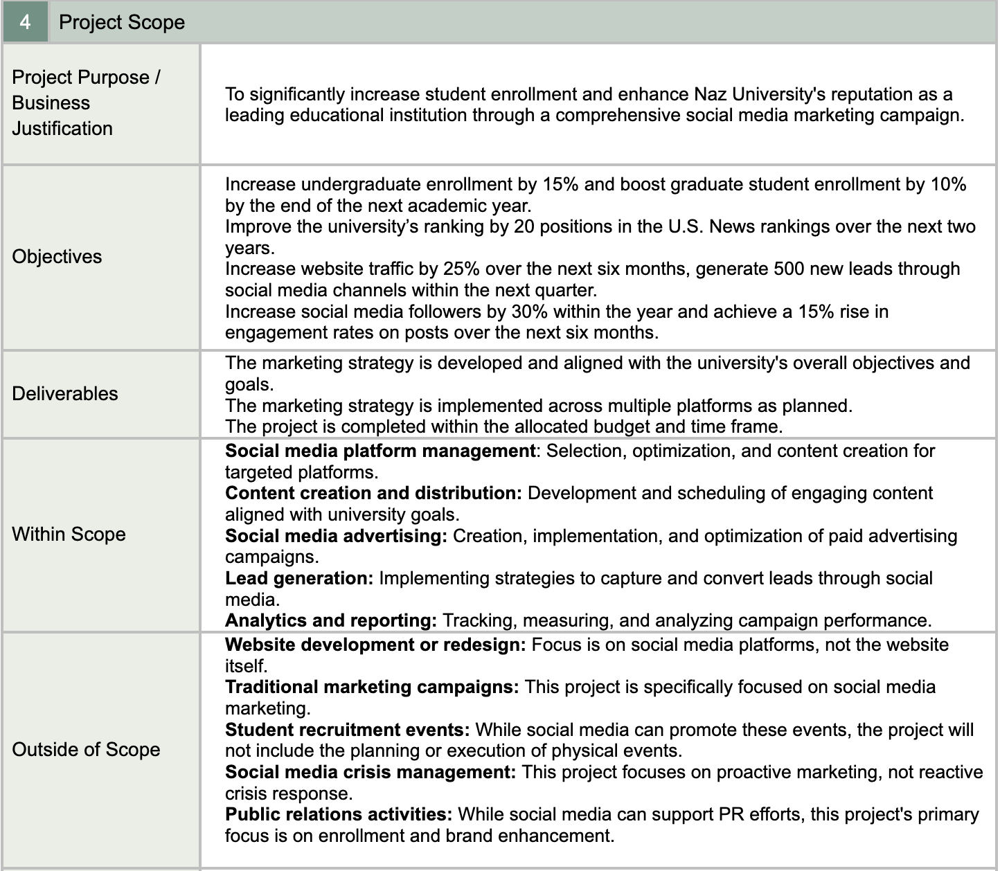 4 Project Scope
Project Purpose /
Business
Justification
To significantly increase student enrollment and enhance Naz University's reputation as a
leading educational institution through a comprehensive social media marketing campaign.
Objectives
Increase undergraduate enrollment by 15% and boost graduate student enrollment by 10%
by the end of the next academic year.
Improve the university’s ranking by 20 positions in the U.S. News rankings over the next two
years.
Increase website traffic by 25% over the next six months, generate 500 new leads through
social media channels within the next quarter.
Increase social media followers by 30% within the year and achieve a 15% rise in
engagement rates on posts over the next six months.
Deliverables
The marketing strategy is developed and aligned with the university's overall objectives and
goals.
The marketing strategy is implemented across multiple platforms as planned.
The project is completed within the allocated budget and time frame.
Within Scope
Social media platform management: Selection, optimization, and content creation for
targeted platforms.
Content creation and distribution: Development and scheduling of engaging content
aligned with university goals.
Social media advertising: Creation, implementation, and optimization of paid advertising
campaigns.
Lead generation: Implementing strategies to capture and convert leads through social
media.
Analytics and reporting: Tracking, measuring, and analyzing campaign performance.
Outside of Scope
Website development or redesign: Focus is on social media platforms, not the website
itself.
Traditional marketing campaigns: This project is specifically focused on social media
marketing.
Student recruitment events: While social media can promote these events, the project will
not include the planning or execution of physical events.
Social media crisis management: This project focuses on proactive marketing, not reactive
crisis response.
Public relations activities: While social media can support PR efforts, this project's primary
focus is on enrollment and brand enhancement.